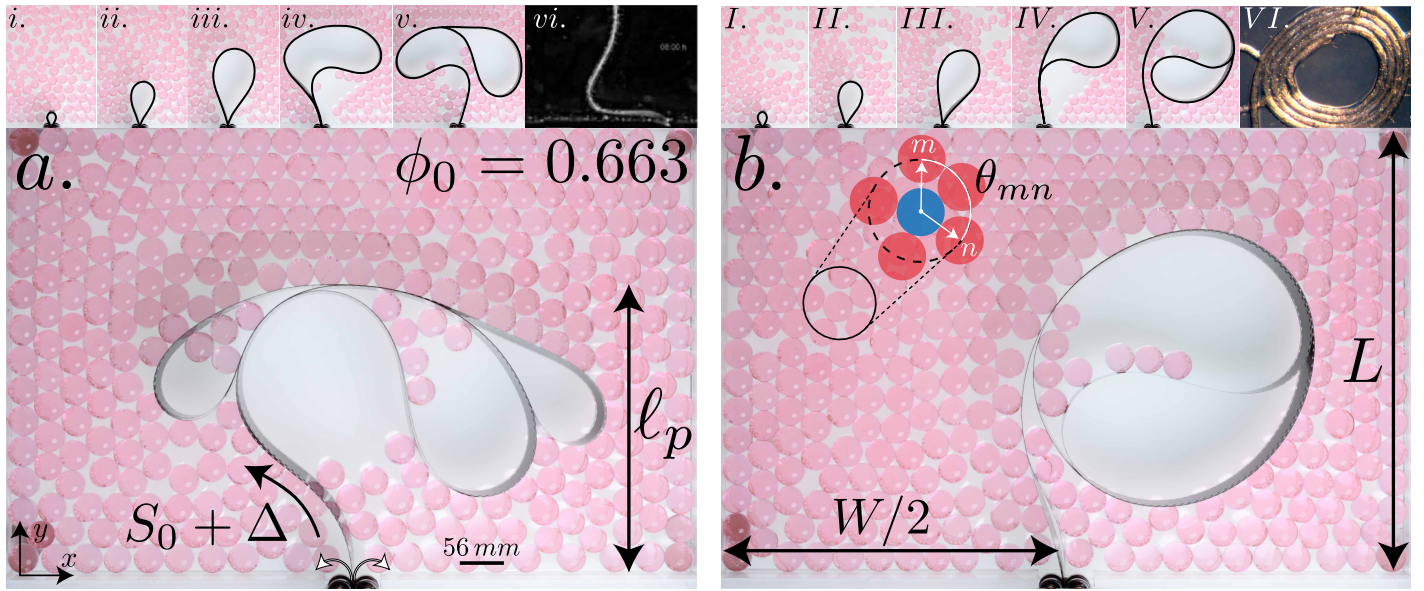 i. ii. iii. iv. v. vi.
08:00 h
I. II. III. IV. V. VI.
a. ϕ₀ = 0.663
ℓₚ
S₀ + Δ
y
x
56 mm
b.
m
θₘₙ
n
L
W/2